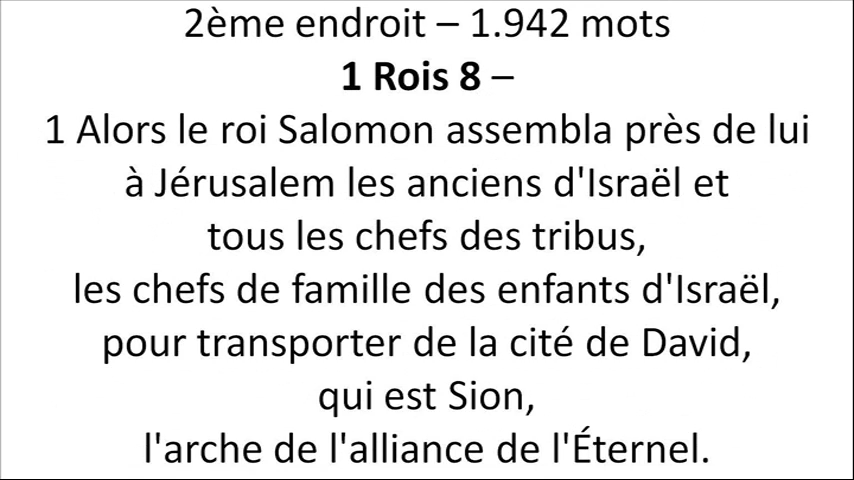 2ème endroit – 1.942 mots
1 Rois 8 –
1 Alors le roi Salomon assembla près de lui
à Jérusalem les anciens d'Israël et
tous les chefs des tribus,
les chefs de famille des enfants d'Israël,
pour transporter de la cité de David,
qui est Sion,
l'arche de l'alliance de l'Éternel.